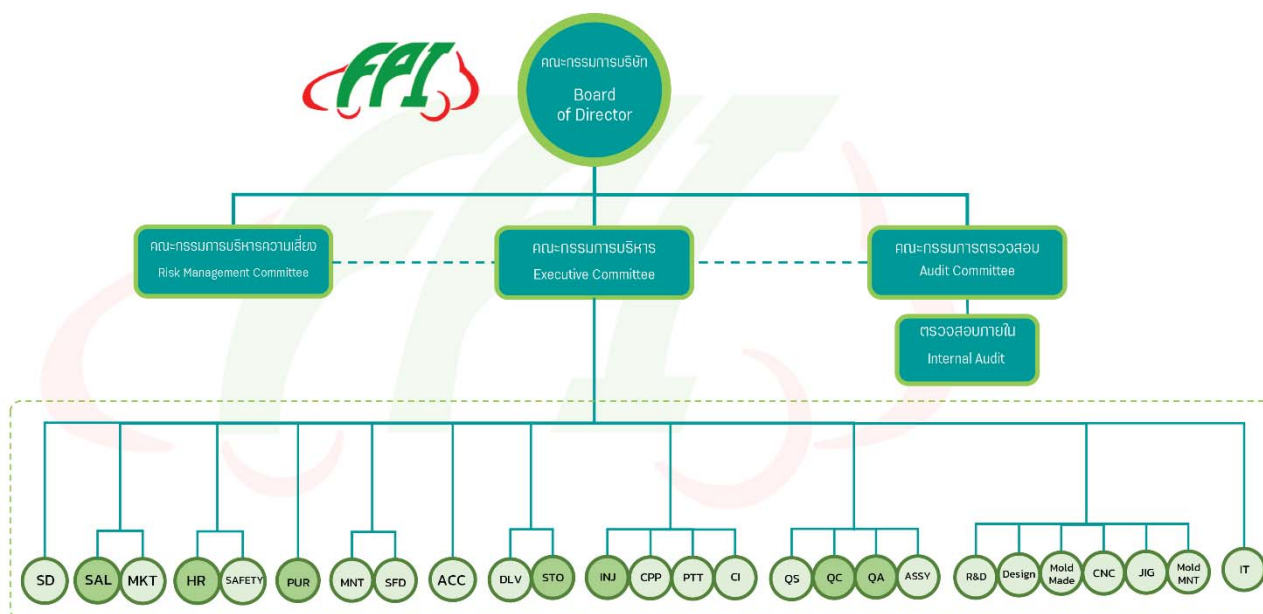 FPI
คณะกรรมการบริษัท
Board
of Director
คณะกรรมการบริหารความเสี่ยง
Risk Management Committee
คณะกรรมการบริหาร
Executive Committee
คณะกรรมการตรวจสอบ
Audit Committee
ตรวจสอบภายใน
Internal Audit
SD
SAL
MKT
HR
SAFETY
PUR
MNT
SFD
ACC
DLV
STO
INJ
CPP
PTT
CI
QS
QC
QA
ASSY
R&D
Design
Mold
Made
CNC
JIG
Mold
MNT
IT